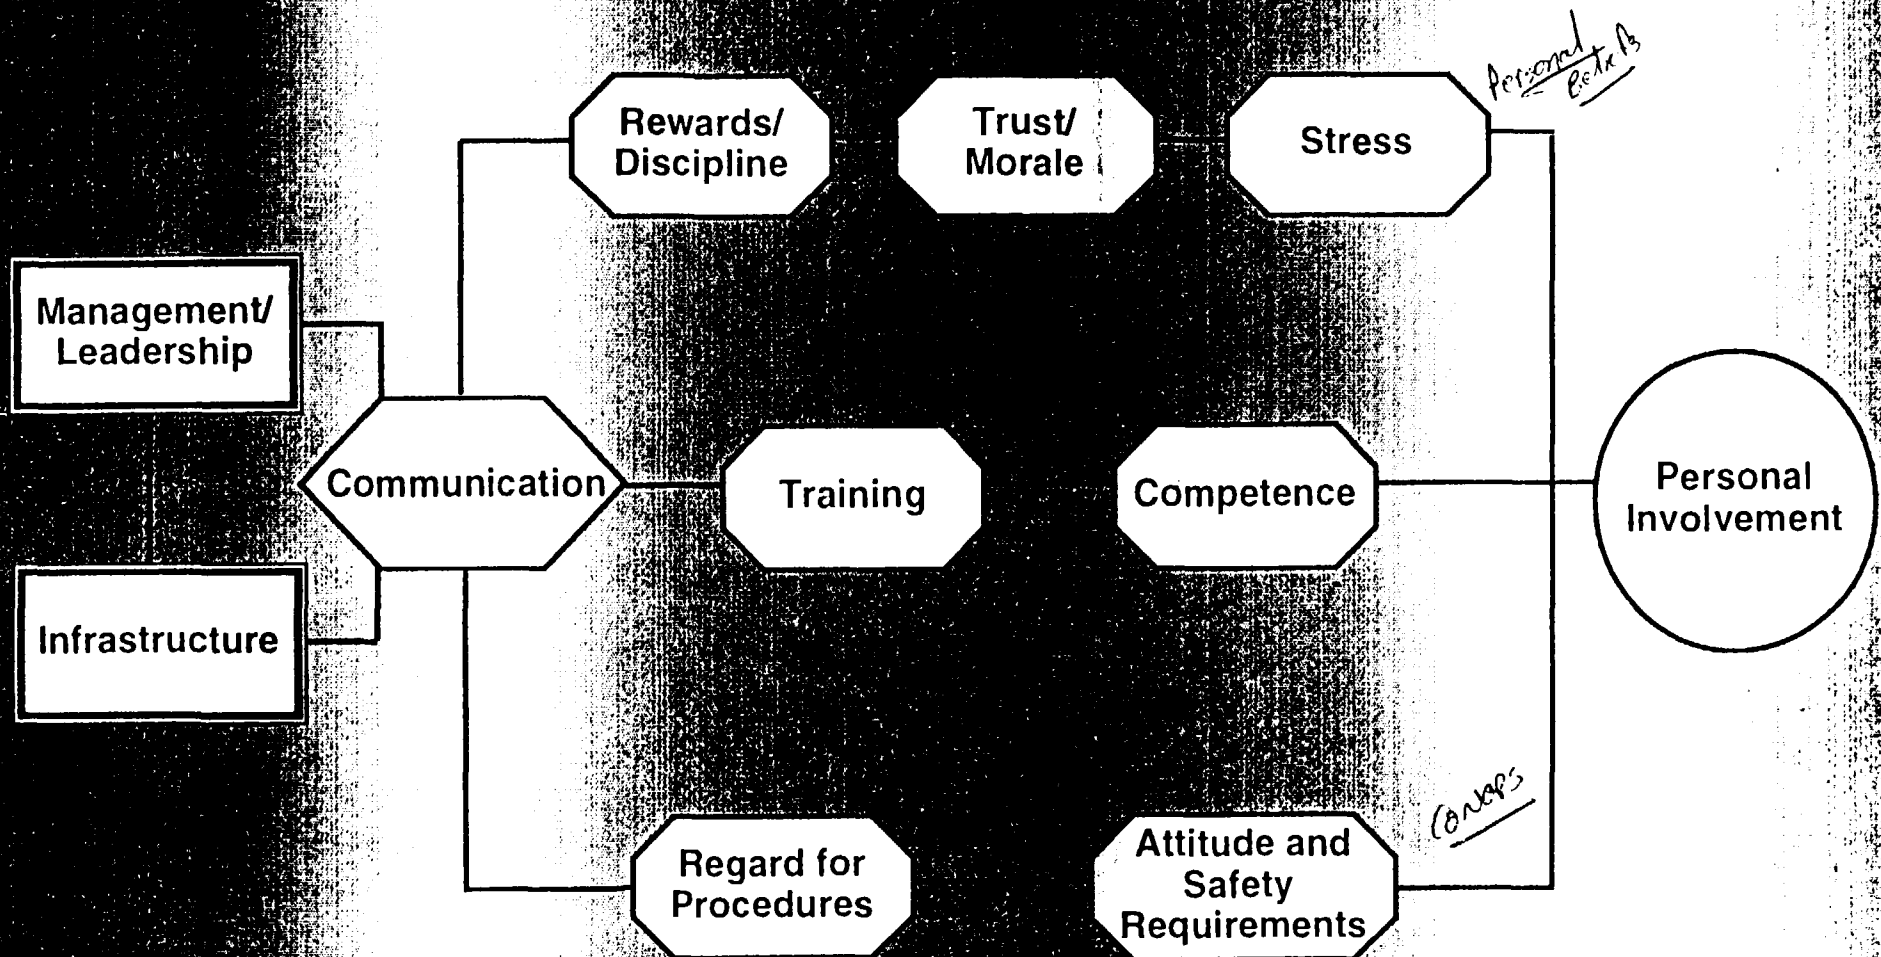 Personal
Rewards/
Discipline
Trust/
Morale
Stress
Management/
Leadership
Communication
Training
Competence
Personal
Involvement
Infrastructure
Regard for
Procedures
Attitude and
Safety
Requirements